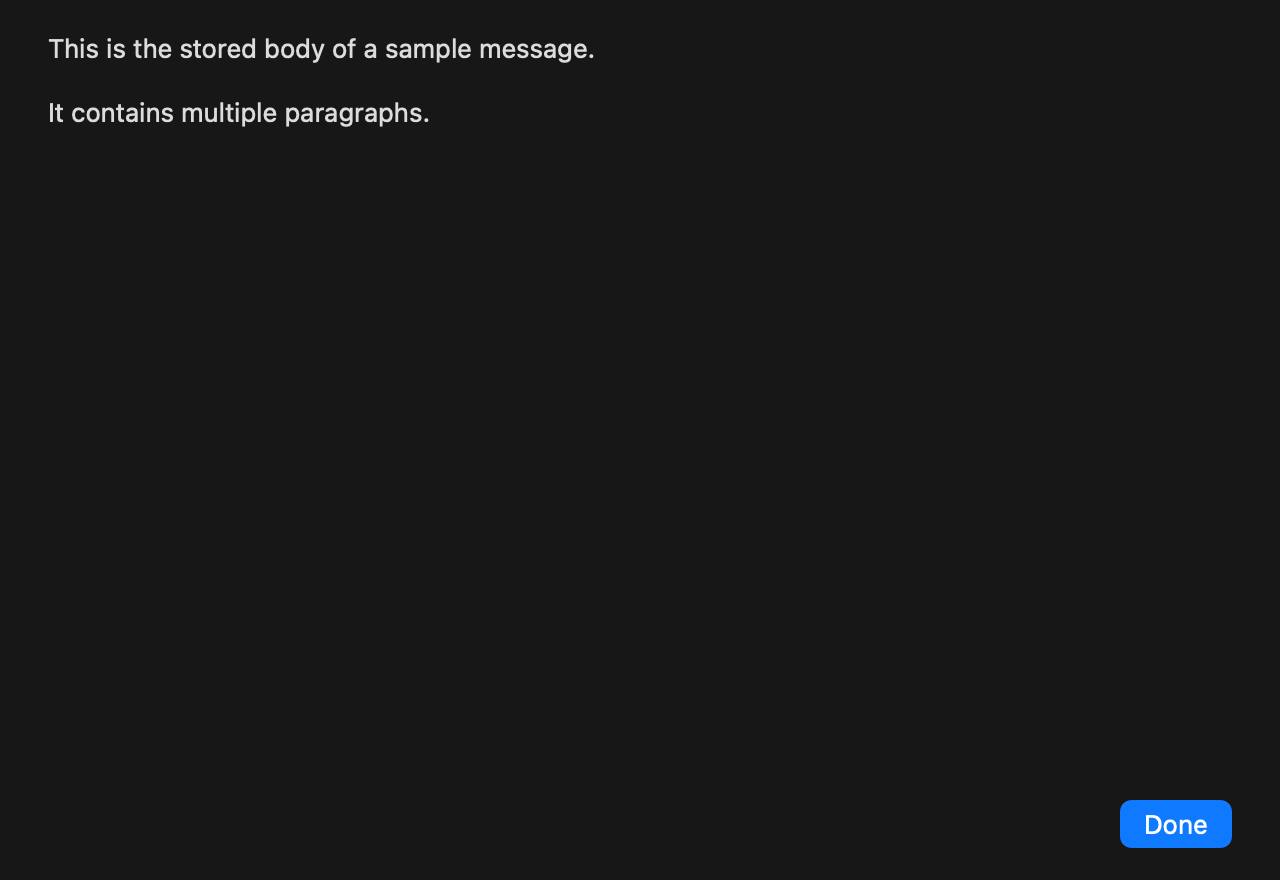 This is the stored body of a sample message.
It contains multiple paragraphs.
Done